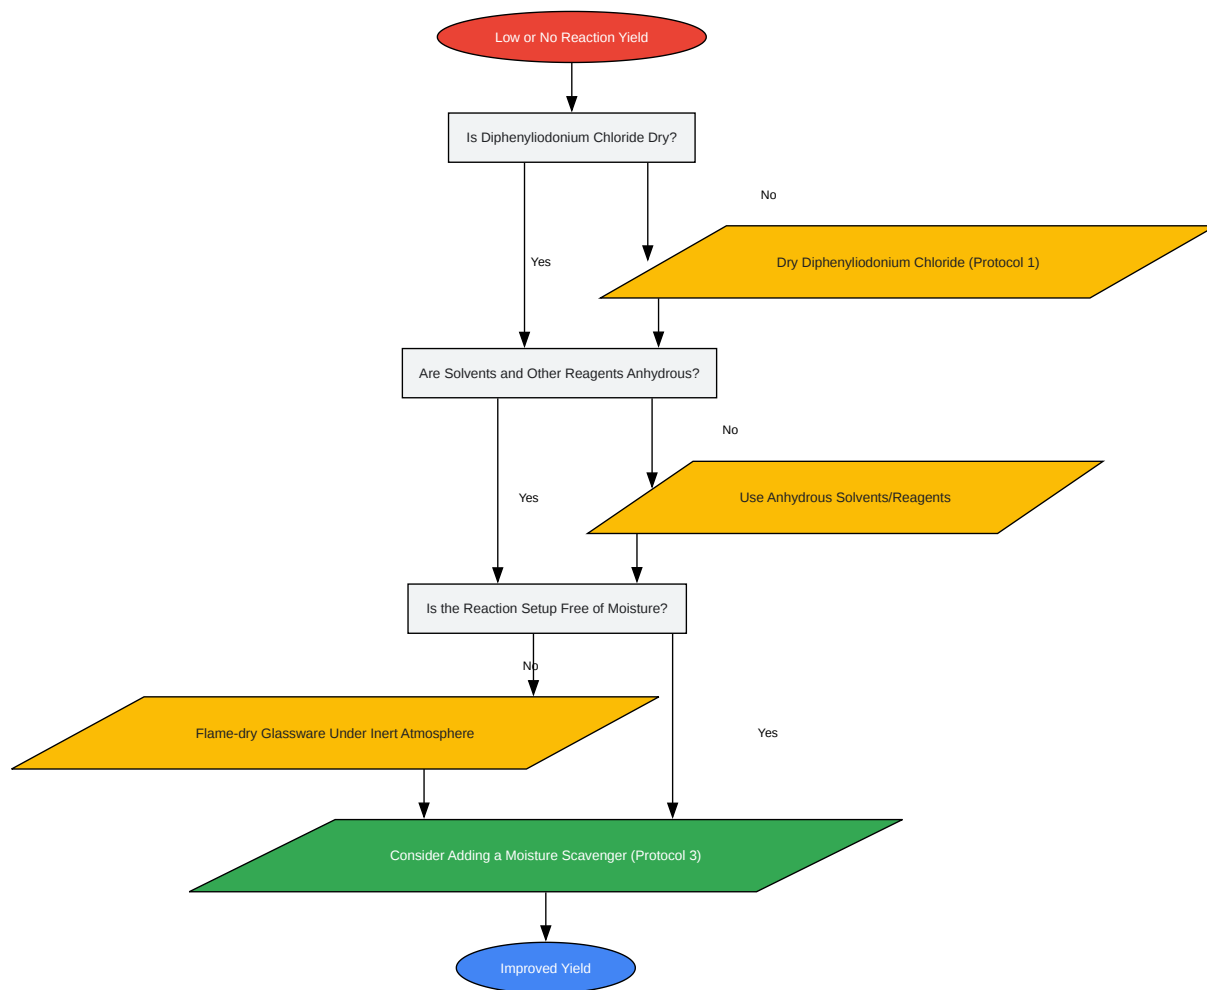 Low or No Reaction Yield
Is Diphenyliodonium Chloride Dry?
No
Yes
Dry Diphenyliodonium Chloride (Protocol 1)
Are Solvents and Other Reagents Anhydrous?
No
Yes
Use Anhydrous Solvents/Reagents
Is the Reaction Setup Free of Moisture?
No
Flame-dry Glassware Under Inert Atmosphere
Yes
Consider Adding a Moisture Scavenger (Protocol 3)
Improved Yield